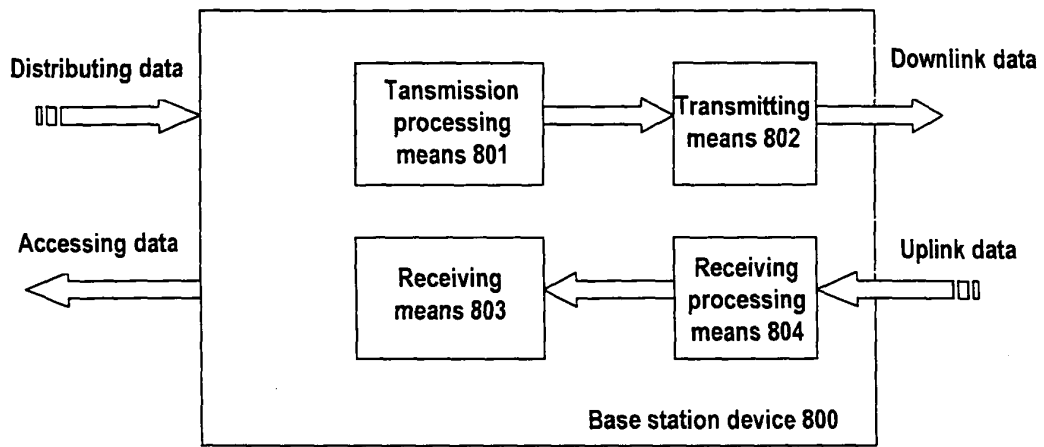 Distributing data
Tansmission
processing
means 801
Transmitting
means 802
Downlink data
Accessing data
Receiving
means 803
Receiving
processing
means 804
Uplink data
Base station device 800